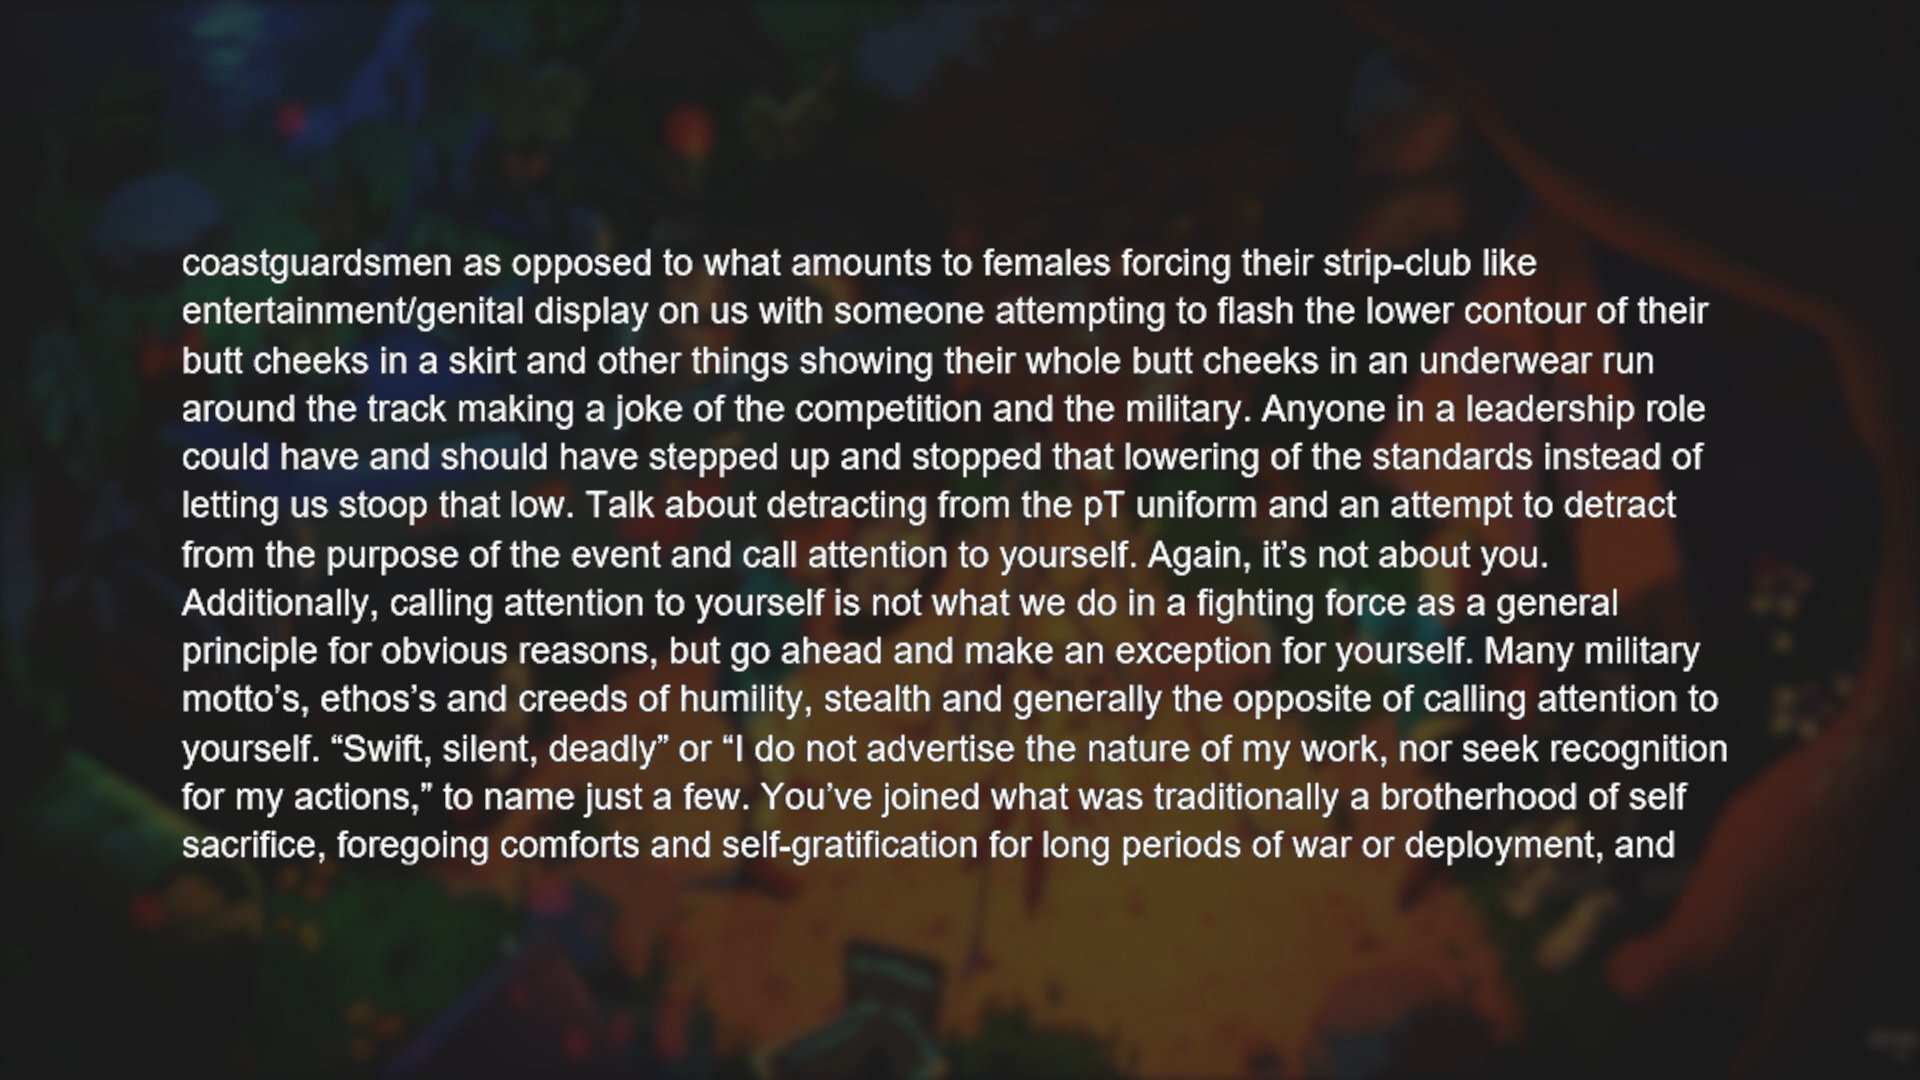 coastguardsmen as opposed to what amounts to females forcing their strip-club like
entertainment/genital display on us with someone attempting to flash the lower contour of their
butt cheeks in a skirt and other things showing their whole butt cheeks in an underwear run
around the track making a joke of the competition and the military. Anyone in a leadership role
could have and should have stepped up and stopped that lowering of the standards instead of
letting us stoop that low. Talk about detracting from the pT uniform and an attempt to detract
from the purpose of the event and call attention to yourself. Again, it’s not about you.
Additionally, calling attention to yourself is not what we do in a fighting force as a general
principle for obvious reasons, but go ahead and make an exception for yourself. Many military
motto’s, ethos’s and creeds of humility, stealth and generally the opposite of calling attention to
yourself. “Swift, silent, deadly” or “I do not advertise the nature of my work, nor seek recognition
for my actions,” to name just a few. You’ve joined what was traditionally a brotherhood of self
sacrifice, foregoing comforts and self-gratification for long periods of war or deployment, and